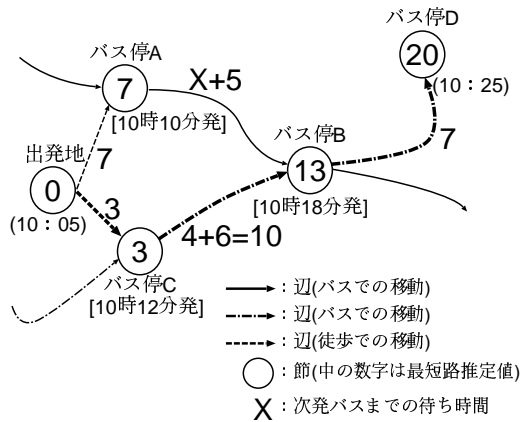 バス停D
20
(10：25)
バス停A
7
X+5
[10時10分発]
7
バス停B
13
7
[10時18分発]
出発地
0
(10：05)
3
4+6=10
3
バス停C
[10時12分発]
：辺(バスでの移動)
：辺(バスでの移動)
：辺(徒歩での移動)
：節(中の数字は最短路推定値)
X：次発バスまでの待ち時間